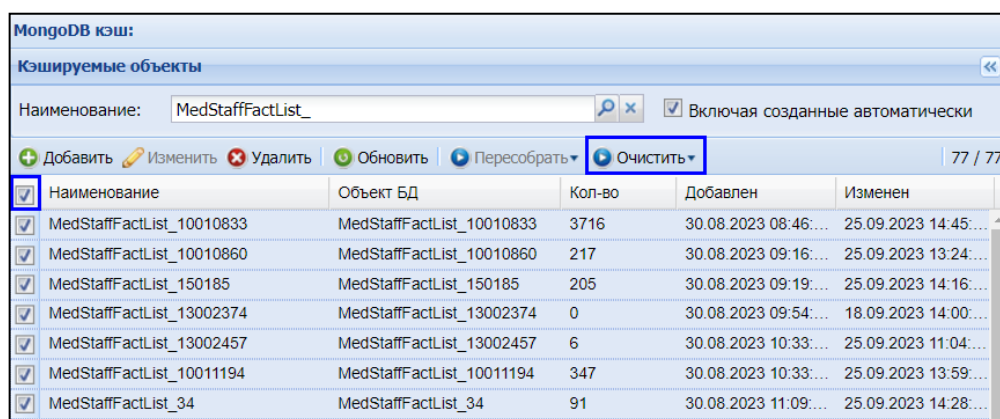 MongoDB кэш:
Кэшируемые объекты
Наименование: MedStaffFactList_ Включая созданные автоматически
Добавить Изменить Удалить Обновить Пересобрать Очистить 77 / 77
Наименование Объект БД Кол-во Добавлен Изменен
MedStaffFactList_10010833 MedStaffFactList_10010833 3716 30.08.2023 08:46:... 25.09.2023 14:45:...
MedStaffFactList_10010860 MedStaffFactList_10010860 217 30.08.2023 09:16:... 25.09.2023 13:24:...
MedStaffFactList_150185 MedStaffFactList_150185 205 30.08.2023 09:19:... 25.09.2023 14:16:...
MedStaffFactList_13002374 MedStaffFactList_13002374 0 30.08.2023 09:54:... 18.09.2023 14:00:...
MedStaffFactList_13002457 MedStaffFactList_13002457 6 30.08.2023 10:33:... 25.09.2023 11:04:...
MedStaffFactList_10011194 MedStaffFactList_10011194 347 30.08.2023 10:33:... 25.09.2023 13:59:...
MedStaffFactList_34 MedStaffFactList_34 91 30.08.2023 11:09:... 25.09.2023 14:28:...